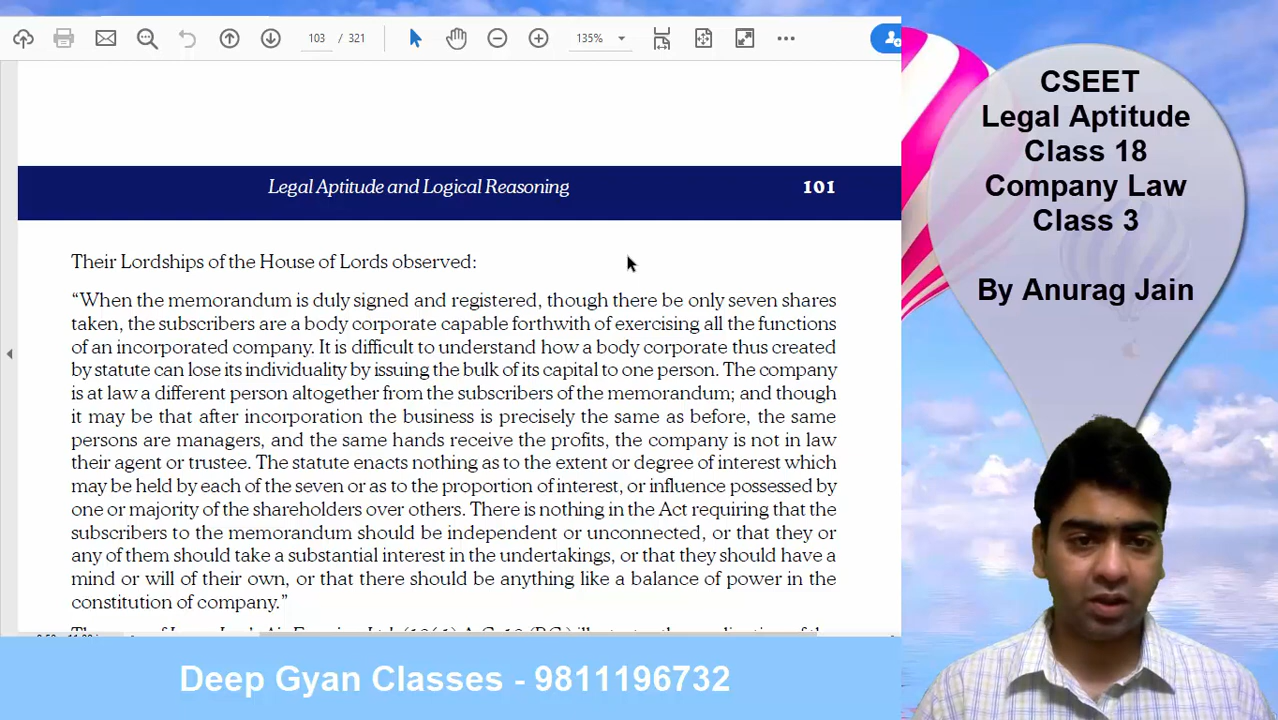 103 / 321
135%
CSEET
Legal Aptitude
Class 18
Company Law
Class 3
By Anurag Jain
Legal Aptitude and Logical Reasoning 101
Their Lordships of the House of Lords observed:
“When the memorandum is duly signed and registered, though there be only seven shares
taken, the subscribers are a body corporate capable forthwith of exercising all the functions
of an incorporated company. It is difficult to understand how a body corporate thus created
by statute can lose its individuality by issuing the bulk of its capital to one person. The company
is at law a different person altogether from the subscribers of the memorandum; and though
it may be that after incorporation the business is precisely the same as before, the same
persons are managers, and the same hands receive the profits, the company is not in law
their agent or trustee. The statute enacts nothing as to the extent or degree of interest which
may be held by each of the seven or as to the proportion of interest, or influence possessed by
one or majority of the shareholders over others. There is nothing in the Act requiring that the
subscribers to the memorandum should be independent or unconnected, or that they or
any of them should take a substantial interest in the undertakings, or that they should have a
mind or will of their own, or that there should be anything like a balance of power in the
constitution of company.”
Deep Gyan Classes - 9811196732